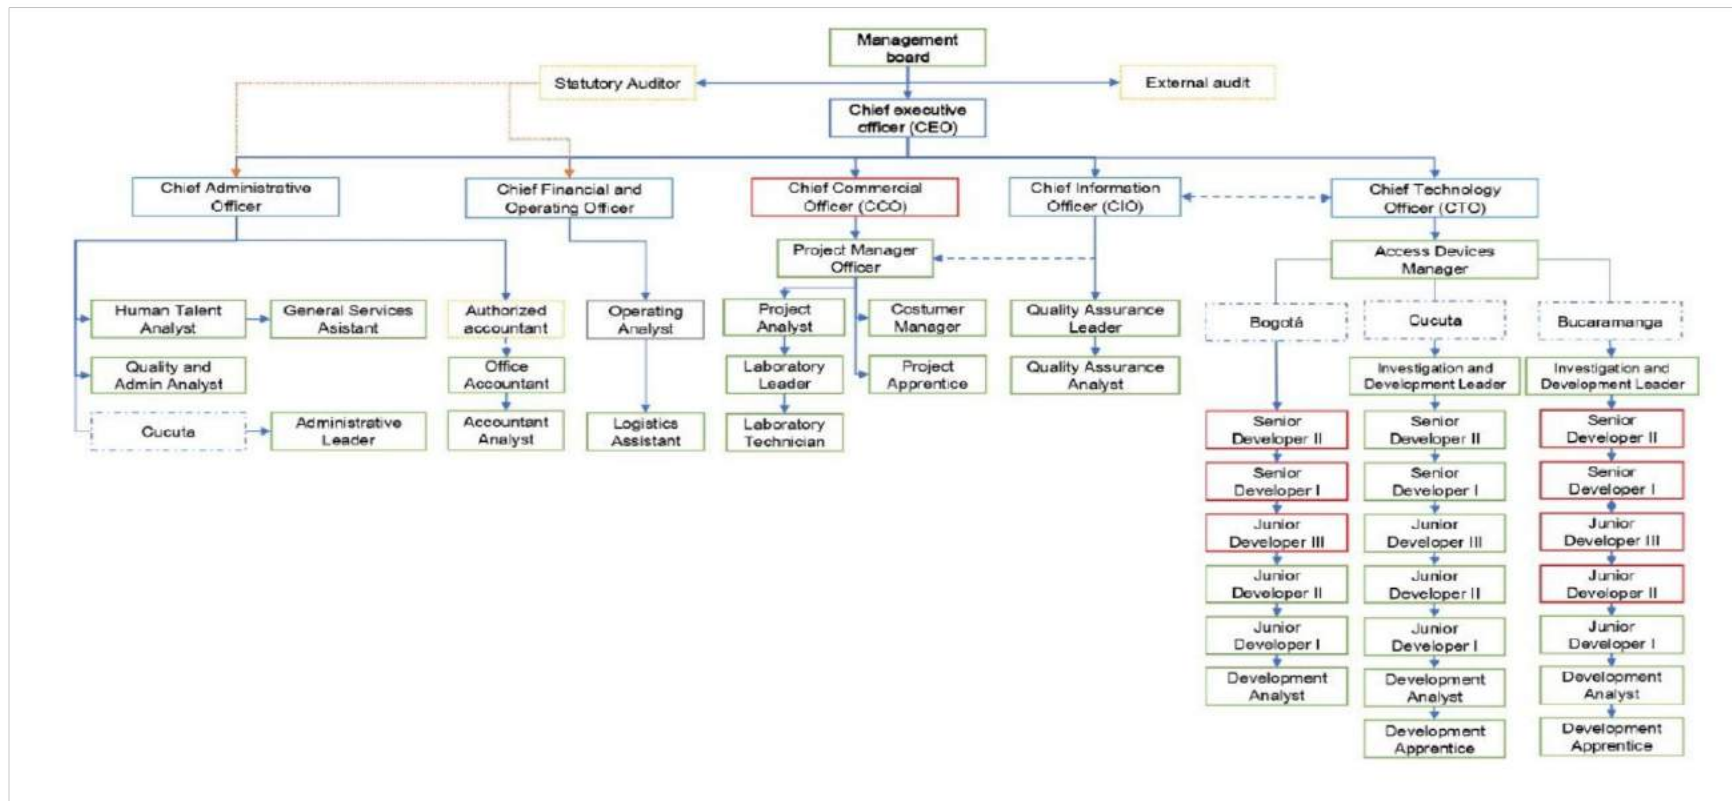 Management
board
Statutory Auditor
External audit
Chief executive
officer (CEO)
Chief Administrative
Officer
Chief Financial and
Operating Officer
Chief Commercial
Officer (CCO)
Chief Information
Officer (CIO)
Chief Technology
Officer (CTO)
Project Manager
Officer
Access Devices
Manager
Human Talent
Analyst
General Services
Asistant
Authorized
accountant
Operating
Analyst
Project
Analyst
Costumer
Manager
Quality Assurance
Leader
Bogotá
Cucuta
Bucaramanga
Quality and
Admin Analyst
Office
Accountant
Laboratory
Leader
Project
Apprentice
Quality Assurance
Analyst
Investigation and
Development Leader
Investigation and
Development Leader
Cucuta
Administrative
Leader
Accountant
Analyst
Logistics
Assistant
Laboratory
Technician
Senior
Developer II
Senior
Developer II
Senior
Developer II
Senior
Developer I
Senior
Developer I
Senior
Developer I
Junior
Developer III
Junior
Developer III
Junior
Developer III
Junior
Developer II
Junior
Developer II
Junior
Developer II
Junior
Developer I
Junior
Developer I
Junior
Developer I
Development
Analyst
Development
Analyst
Development
Analyst
Development
Apprentice
Development
Apprentice